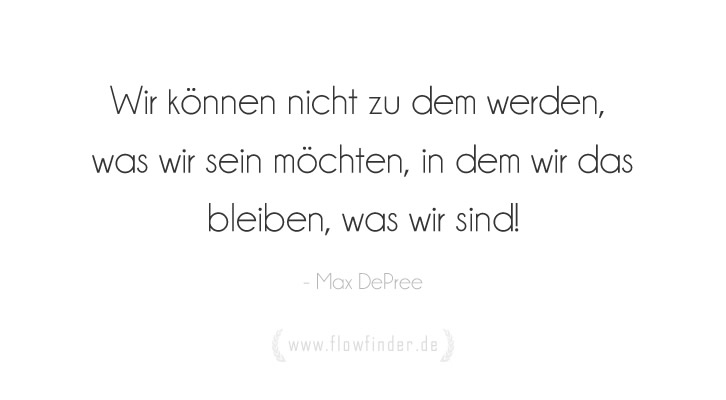 Wir können nicht zu dem werden,
was wir sein möchten, in dem wir das
bleiben, was wir sind!
- Max DePree
www.flowfinder.de